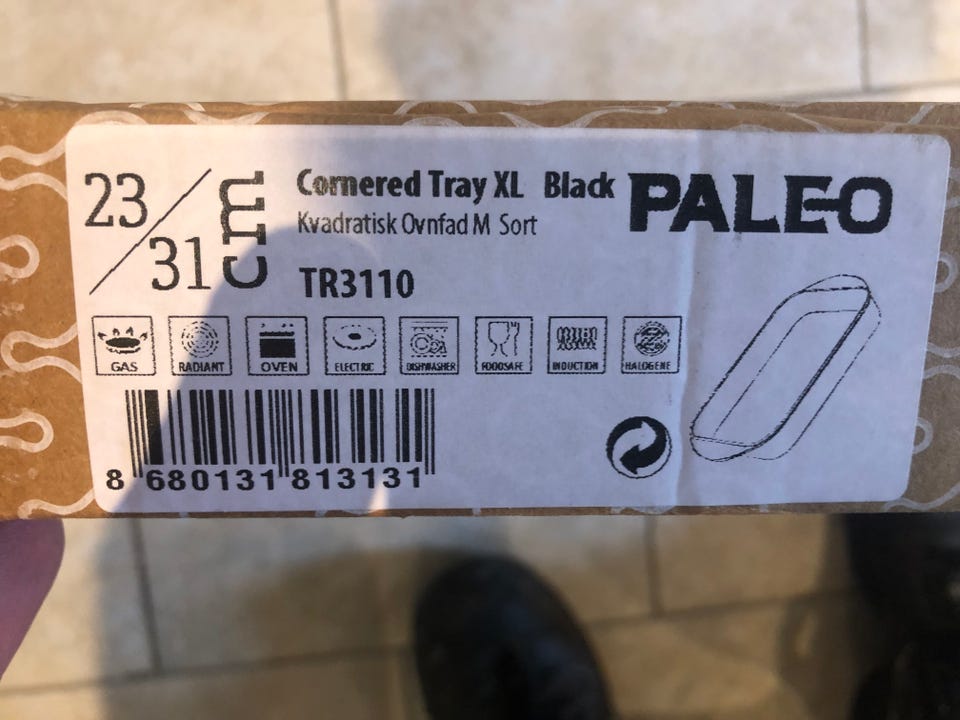 23/31 cm
Cornered Tray XL Black
PALEO
Kvadratisk Ovnfad M Sort
TR3110
GAS RADIANT OVEN ELECTRIC DISHWASHER FOODSAFE INDUCTION HALOGENE
8 680131 813131